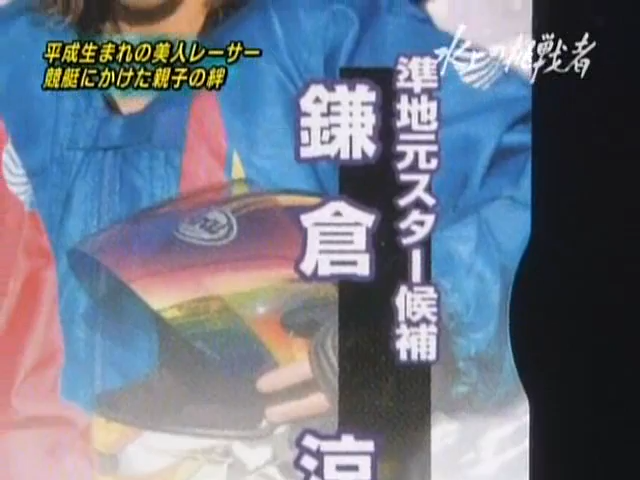 平成生まれの美人レーサー
競艇にかけた親子の絆
水上の挑戦者
準地元スター候補
鎌倉涼